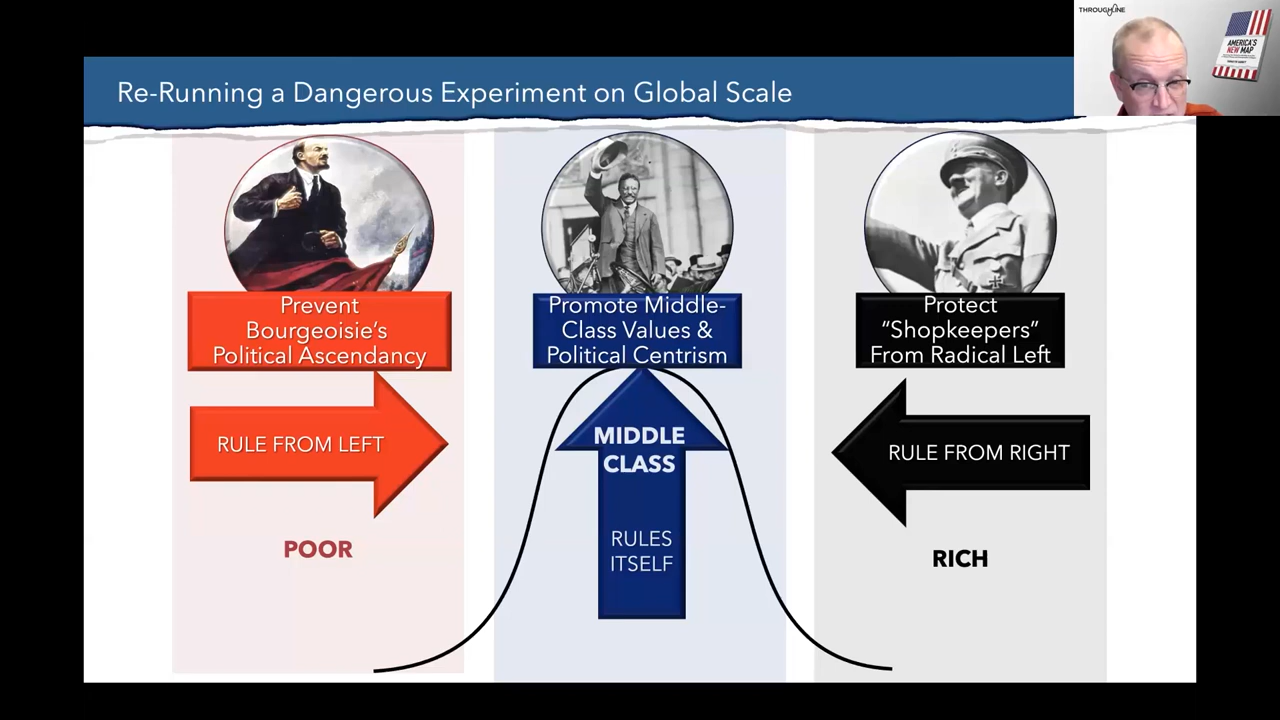 THROUGHLINE
AMERICA'S
NEW MAP
Re-Running a Dangerous Experiment on Global Scale
Prevent
Bourgeoisie's
Political Ascendancy
Promote Middle-
Class Values &
Political Centrism
Protect
“Shopkeepers”
From Radical Left
RULE FROM LEFT
MIDDLE
CLASS
RULE FROM RIGHT
RULES
ITSELF
POOR
RICH